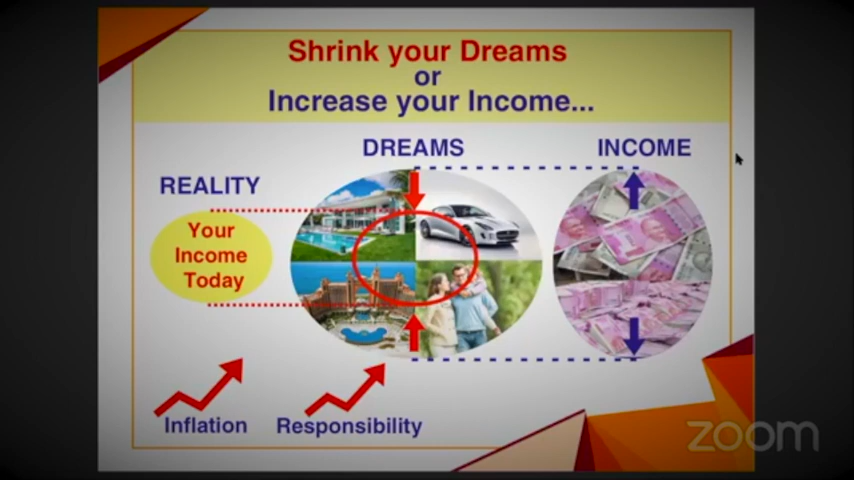 Shrink your Dreams
or
Increase your Income...
DREAMS
INCOME
REALITY
Your
Income
Today
Inflation
Responsibility
zoom